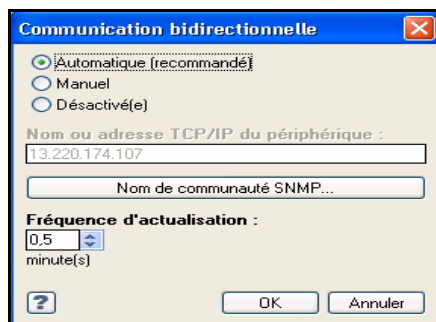 Communication bidirectionnelle
Automatique (recommandé)
Manuel
Désactivé(e)
Nom ou adresse TCP/IP du périphérique :
13.220.174.107
Nom de communauté SNMP...
Fréquence d'actualisation :
0,5
minute(s)
?
OK
Annuler